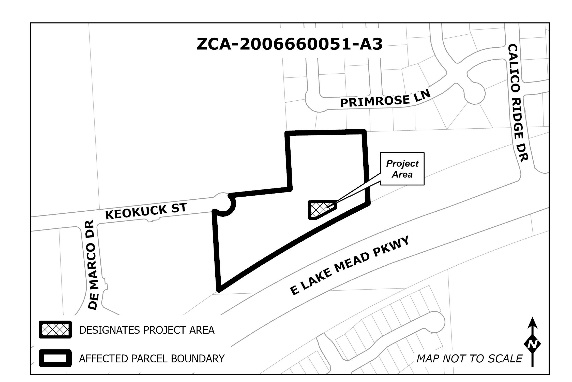 ZCA-2006660051-A3
CALICO RIDGE DR
PRIMROSE LN
Project
Area
KEOKUCK ST
DE MARCO DR
E LAKE MEAD PKWY
DESIGNATES PROJECT AREA
AFFECTED PARCEL BOUNDARY
MAP NOT TO SCALE
N